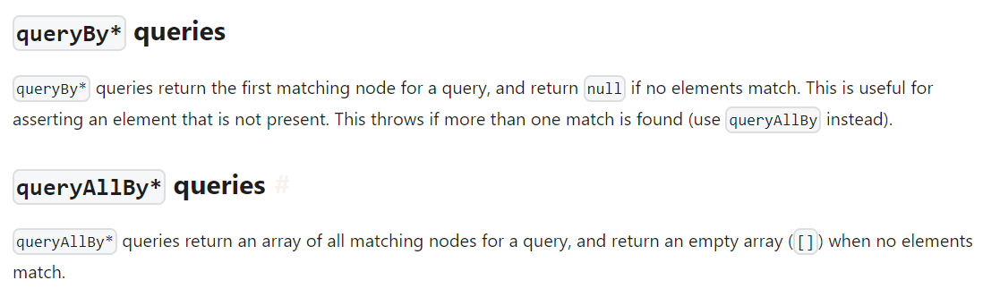 queryBy* queries
queryBy* queries return the first matching node for a query, and return null if no elements match. This is useful for
asserting an element that is not present. This throws if more than one match is found (use queryAllBy instead).
queryAllBy* queries #
queryAllBy* queries return an array of all matching nodes for a query, and return an empty array ([]) when no elements
match.